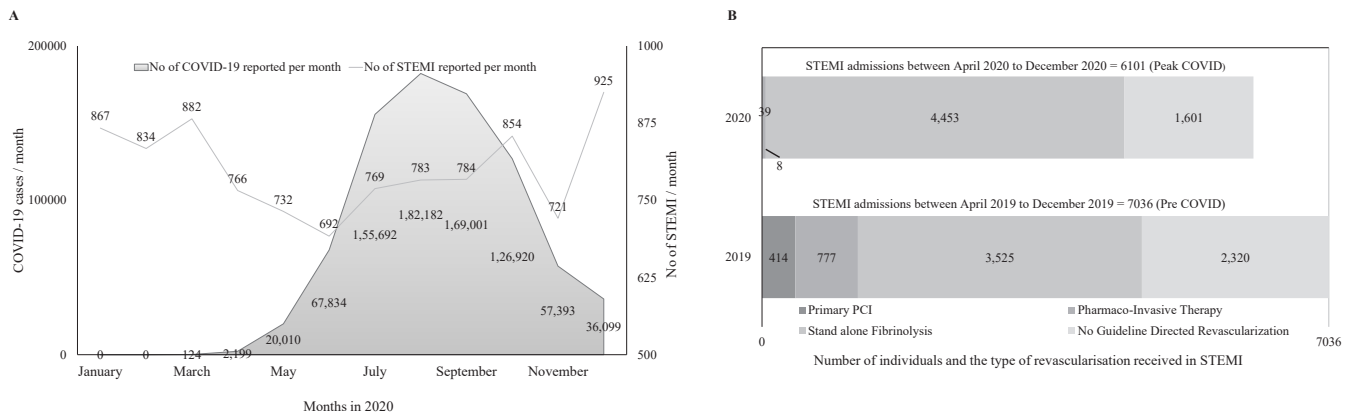 A
200000
100000
0
COVID-19 cases / month
No of COVID-19 reported per month
No of STEMI reported per month
1000
875
750
625
500
No of STEMI / month
867
834
882
766
732
692
769
783
784
854
721
925
0
0
124
2,199
20,010
67,834
1,55,692
1,82,182
1,69,001
1,26,920
57,393
36,099
January
March
May
July
September
November
Months in 2020
B
STEMI admissions between April 2020 to December 2020 = 6101 (Peak COVID)
2020
39
8
4,453
1,601
STEMI admissions between April 2019 to December 2019 = 7036 (Pre COVID)
2019
414
777
3,525
2,320
Primary PCI
Pharmaco-Invasive Therapy
Stand alone Fibrinolysis
No Guideline Directed Revascularization
0
7036
Number of individuals and the type of revascularisation received in STEMI